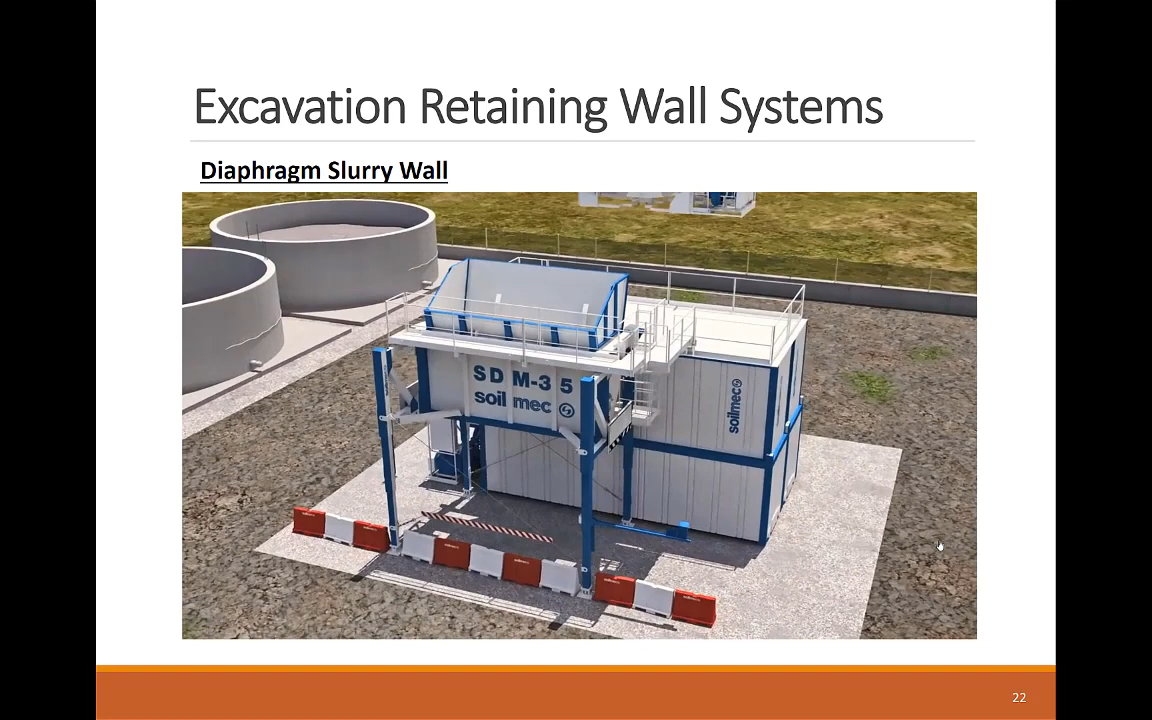 Excavation Retaining Wall Systems
Diaphragm Slurry Wall
SDM-35
soilmec
soilmec
22